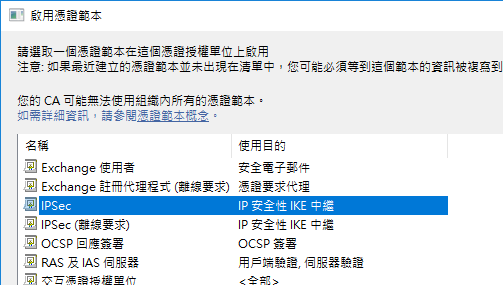 啟用憑證範本
請選取一個憑證範本在這個憑證授權單位上啟用
注意: 如果最近建立的憑證範本並未出現在清單中，您可能必須等到這個範本的資訊被複寫到
您的 CA 可能無法使用組織內所有的憑證範本。
如需詳細資訊，請參閱憑證範本概念。
名稱 使用目的
Exchange 使用者 安全電子郵件
Exchange 註冊代理程式 (離線要求) 憑證要求代理
IPSec IP 安全性 IKE 中繼
IPSec (離線要求) IP 安全性 IKE 中繼
OCSP 回應簽署 OCSP 簽署
RAS 及 IAS 伺服器 用戶端驗證, 伺服器驗證
交互憑證授權單位 <全部>